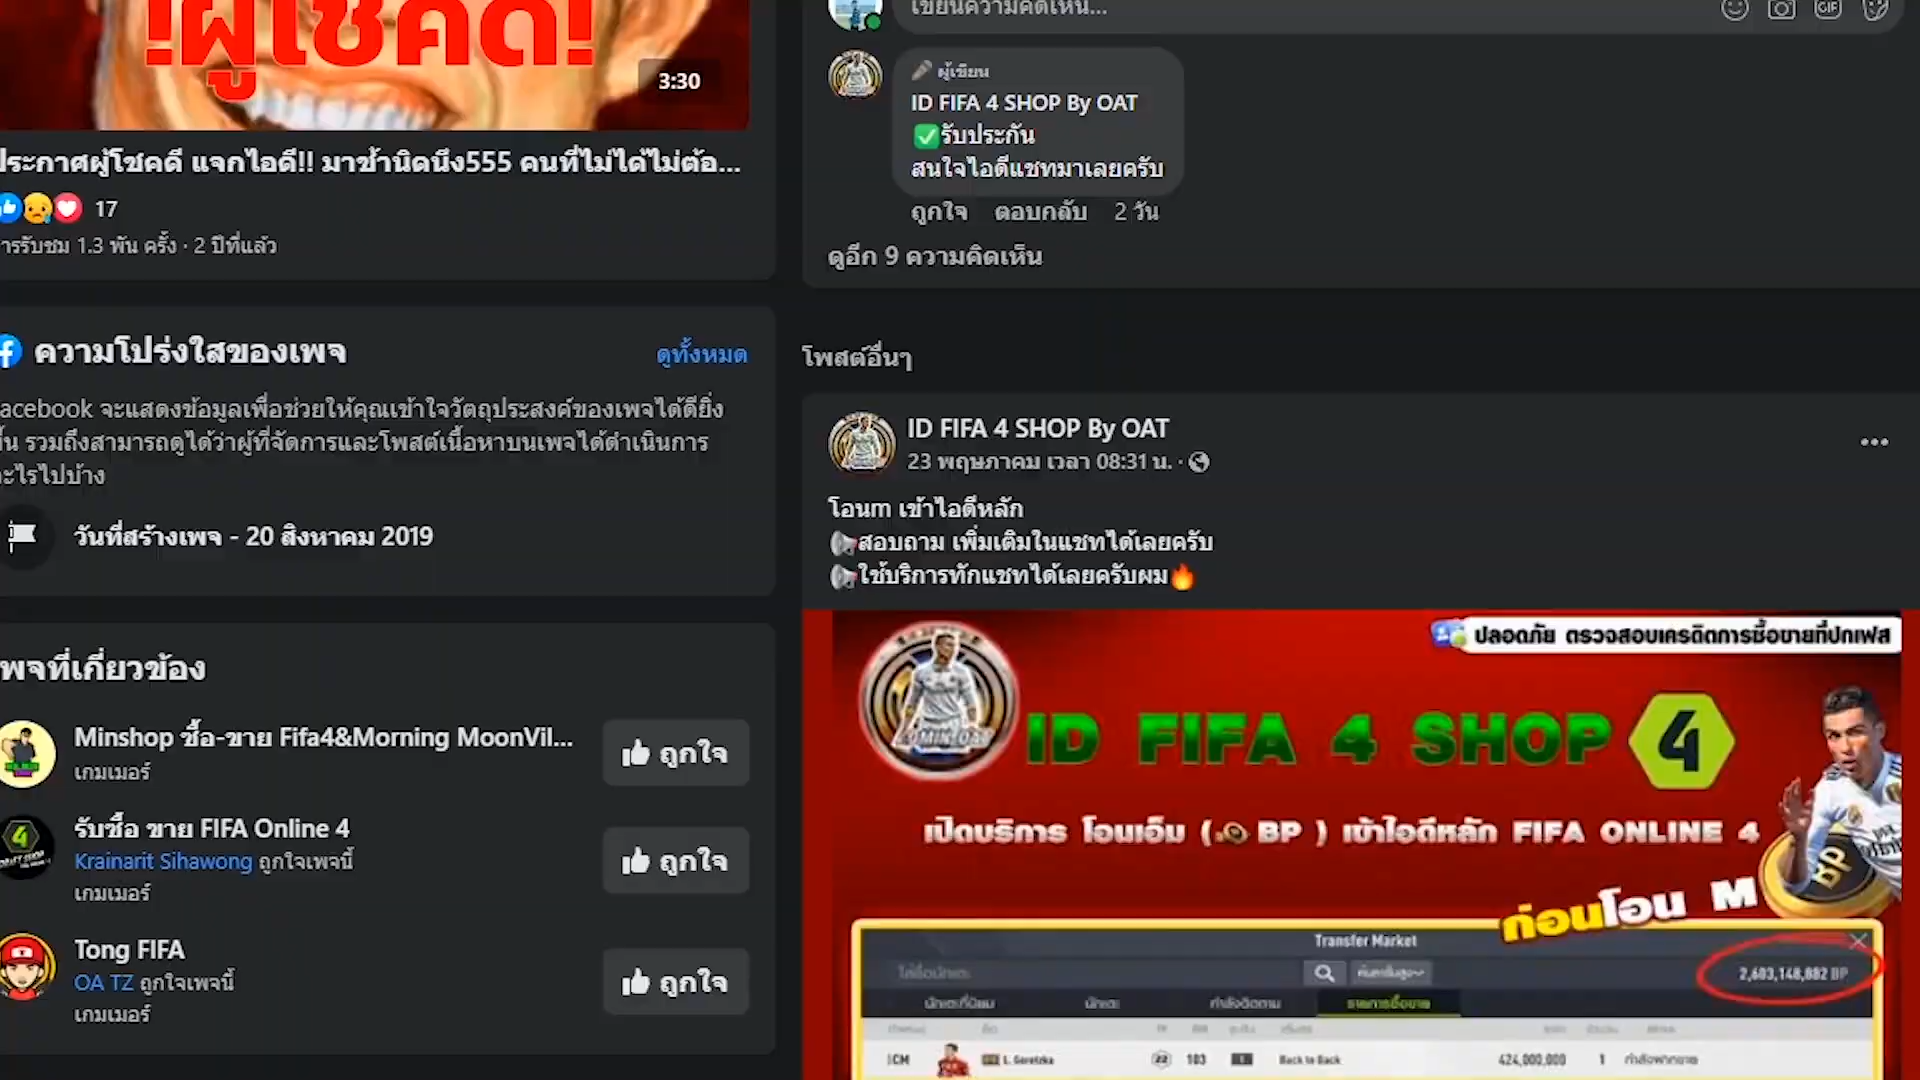 !ผู้โชคดี!
3:30
ประกาศผู้โชคดี แจกไอดี!! มาช้านิดนึง555 คนที่ไม่ได้ไม่ต้อ...
17
การรับชม 1.3 พัน ครั้ง · 2 ปีที่แล้ว
ความโปร่งใสของเพจ
ดูทั้งหมด
acebook จะแสดงข้อมูลเพื่อช่วยให้คุณเข้าใจวัตถุประสงค์ของเพจได้ดียิ่ง
ขึ้น รวมถึงสามารถดูได้ว่าผู้ที่จัดการและโพสต์เนื้อหาบนเพจได้ดำเนินการ
อะไรไปบ้าง
วันที่สร้างเพจ - 20 สิงหาคม 2019
เพจที่เกี่ยวข้อง
Minshop ซื้อ-ขาย Fifa4&Morning MoonVil...
เกมเมอร์
ถูกใจ
รับซื้อ ขาย FIFA Online 4
Krainarit Sihawong ถูกใจเพจนี้
เกมเมอร์
ถูกใจ
Tong FIFA
OA TZ ถูกใจเพจนี้
เกมเมอร์
ถูกใจ
เขียนความคิดเห็น...
ผู้เขียน
ID FIFA 4 SHOP By OAT
✅รับประกัน
สนใจไอดีแชทมาเลยครับ
ถูกใจ ตอบกลับ 2 วัน
ดูอีก 9 ความคิดเห็น
โพสต์อื่นๆ
ID FIFA 4 SHOP By OAT
23 พฤษภาคม เวลา 08:31 น. ·
โอนm เข้าไอดีหลัก
📢สอบถาม เพิ่มเติมในแชทได้เลยครับ
📢ใช้บริการทักแชทได้เลยครับผม🔥
ปลอดภัย ตรวจสอบเครดิตการซื้อขายที่ปกเฟส
ID FIFA 4 SHOP 4
เปิดบริการ โอนเอ็ม ( BP ) เข้าไอดีหลัก FIFA ONLINE 4
BP
ก่อนโอน M
Transfer Market
2,603,148,882 BP
รายการซื้อขาย
CM L. Goretzka 22 103 Back to Back 424,000,000 1